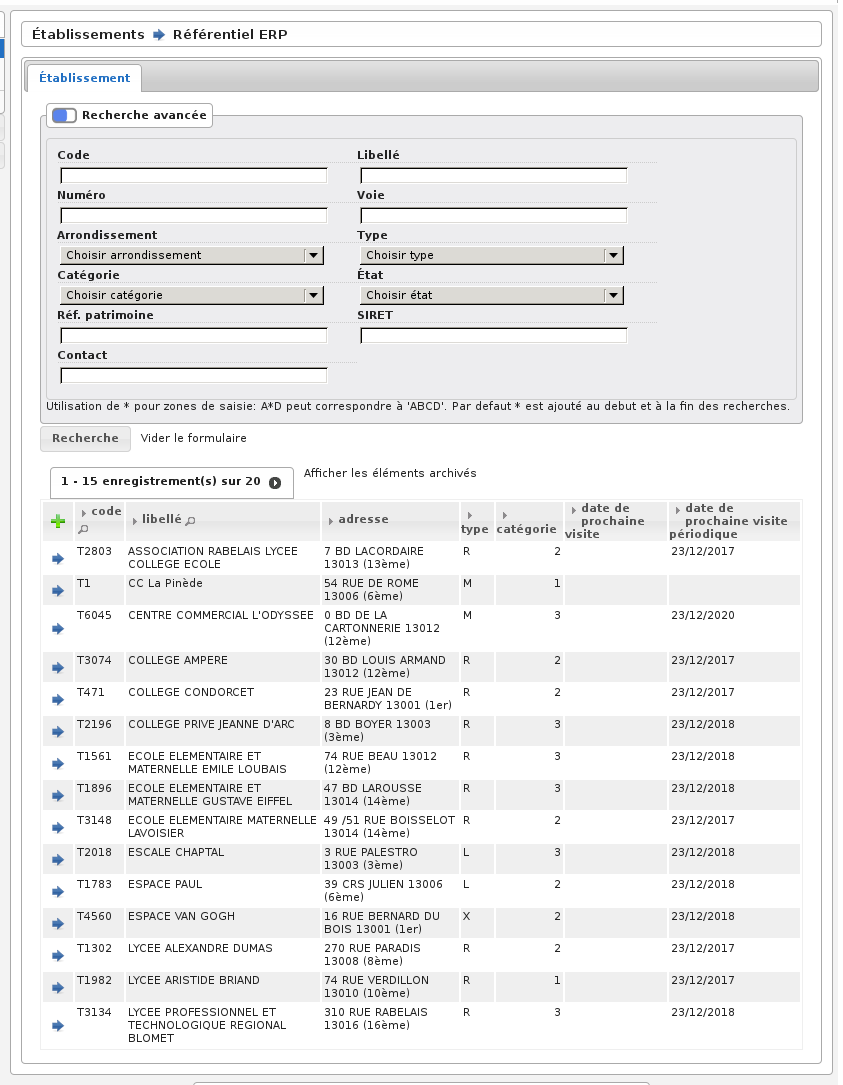 Établissements Référentiel ERP
Établissement
Recherche avancée
Code Libellé
Numéro Voie
Arrondissement Type
Choisir arrondissement Choisir type
Catégorie État
Choisir catégorie Choisir état
Réf. patrimoine SIRET
Contact
Utilisation de * pour zones de saisie: A*D peut correspondre à 'ABCD'. Par defaut * est ajouté au debut et à la fin des recherches.
Recherche Vider le formulaire
1 - 15 enregistrement(s) sur 20 Afficher les éléments archivés
code libellé adresse type catégorie date de prochaine visite date de prochaine visite périodique
T2803 ASSOCIATION RABELAIS LYCEE 7 BD LACORDAIRE R 2 23/12/2017
COLLEGE ECOLE 13013 (13ème)
T1 CC La Pinède 54 RUE DE ROME M 1
13006 (6ème)
T6045 CENTRE COMMERCIAL L'ODYSSEE 0 BD DE LA M 3 23/12/2020
CARTONNERIE 13012
(12ème)
T3074 COLLEGE AMPERE 30 BD LOUIS ARMAND R 2 23/12/2017
13012 (12ème)
T471 COLLEGE CONDORCET 23 RUE JEAN DE R 2 23/12/2017
BERNARDY 13001 (1er)
T2196 COLLEGE PRIVE JEANNE D'ARC 8 BD BOYER 13003 R 3 23/12/2018
(3ème)
T1561 ECOLE ELEMENTAIRE ET 74 RUE BEAU 13012 R 3 23/12/2018
MATERNELLE EMILE LOUBAIS (12ème)
T1896 ECOLE ELEMENTAIRE ET 47 BD LAROUSSE R 3 23/12/2018
MATERNELLE GUSTAVE EIFFEL 13014 (14ème)
T3148 ECOLE ELEMENTAIRE MATERNELLE 49 /51 RUE BOISSELOT R 2 23/12/2017
LAVOISIER 13014 (14ème)
T2018 ESCALE CHAPTAL 3 RUE PALESTRO L 3 23/12/2018
13003 (3ème)
T1783 ESPACE PAUL 39 CRS JULIEN 13006 L 2 23/12/2018
(6ème)
T4560 ESPACE VAN GOGH 16 RUE BERNARD DU X 2 23/12/2018
BOIS 13001 (1er)
T1302 LYCEE ALEXANDRE DUMAS 270 RUE PARADIS R 2 23/12/2017
13008 (8ème)
T1982 LYCEE ARISTIDE BRIAND 74 RUE VERDILLON R 1 23/12/2017
13010 (10ème)
T3134 LYCEE PROFESSIONNEL ET 310 RUE RABELAIS R 3 23/12/2018
TECHNOLOGIQUE REGIONAL 13016 (16ème)
BLOMET